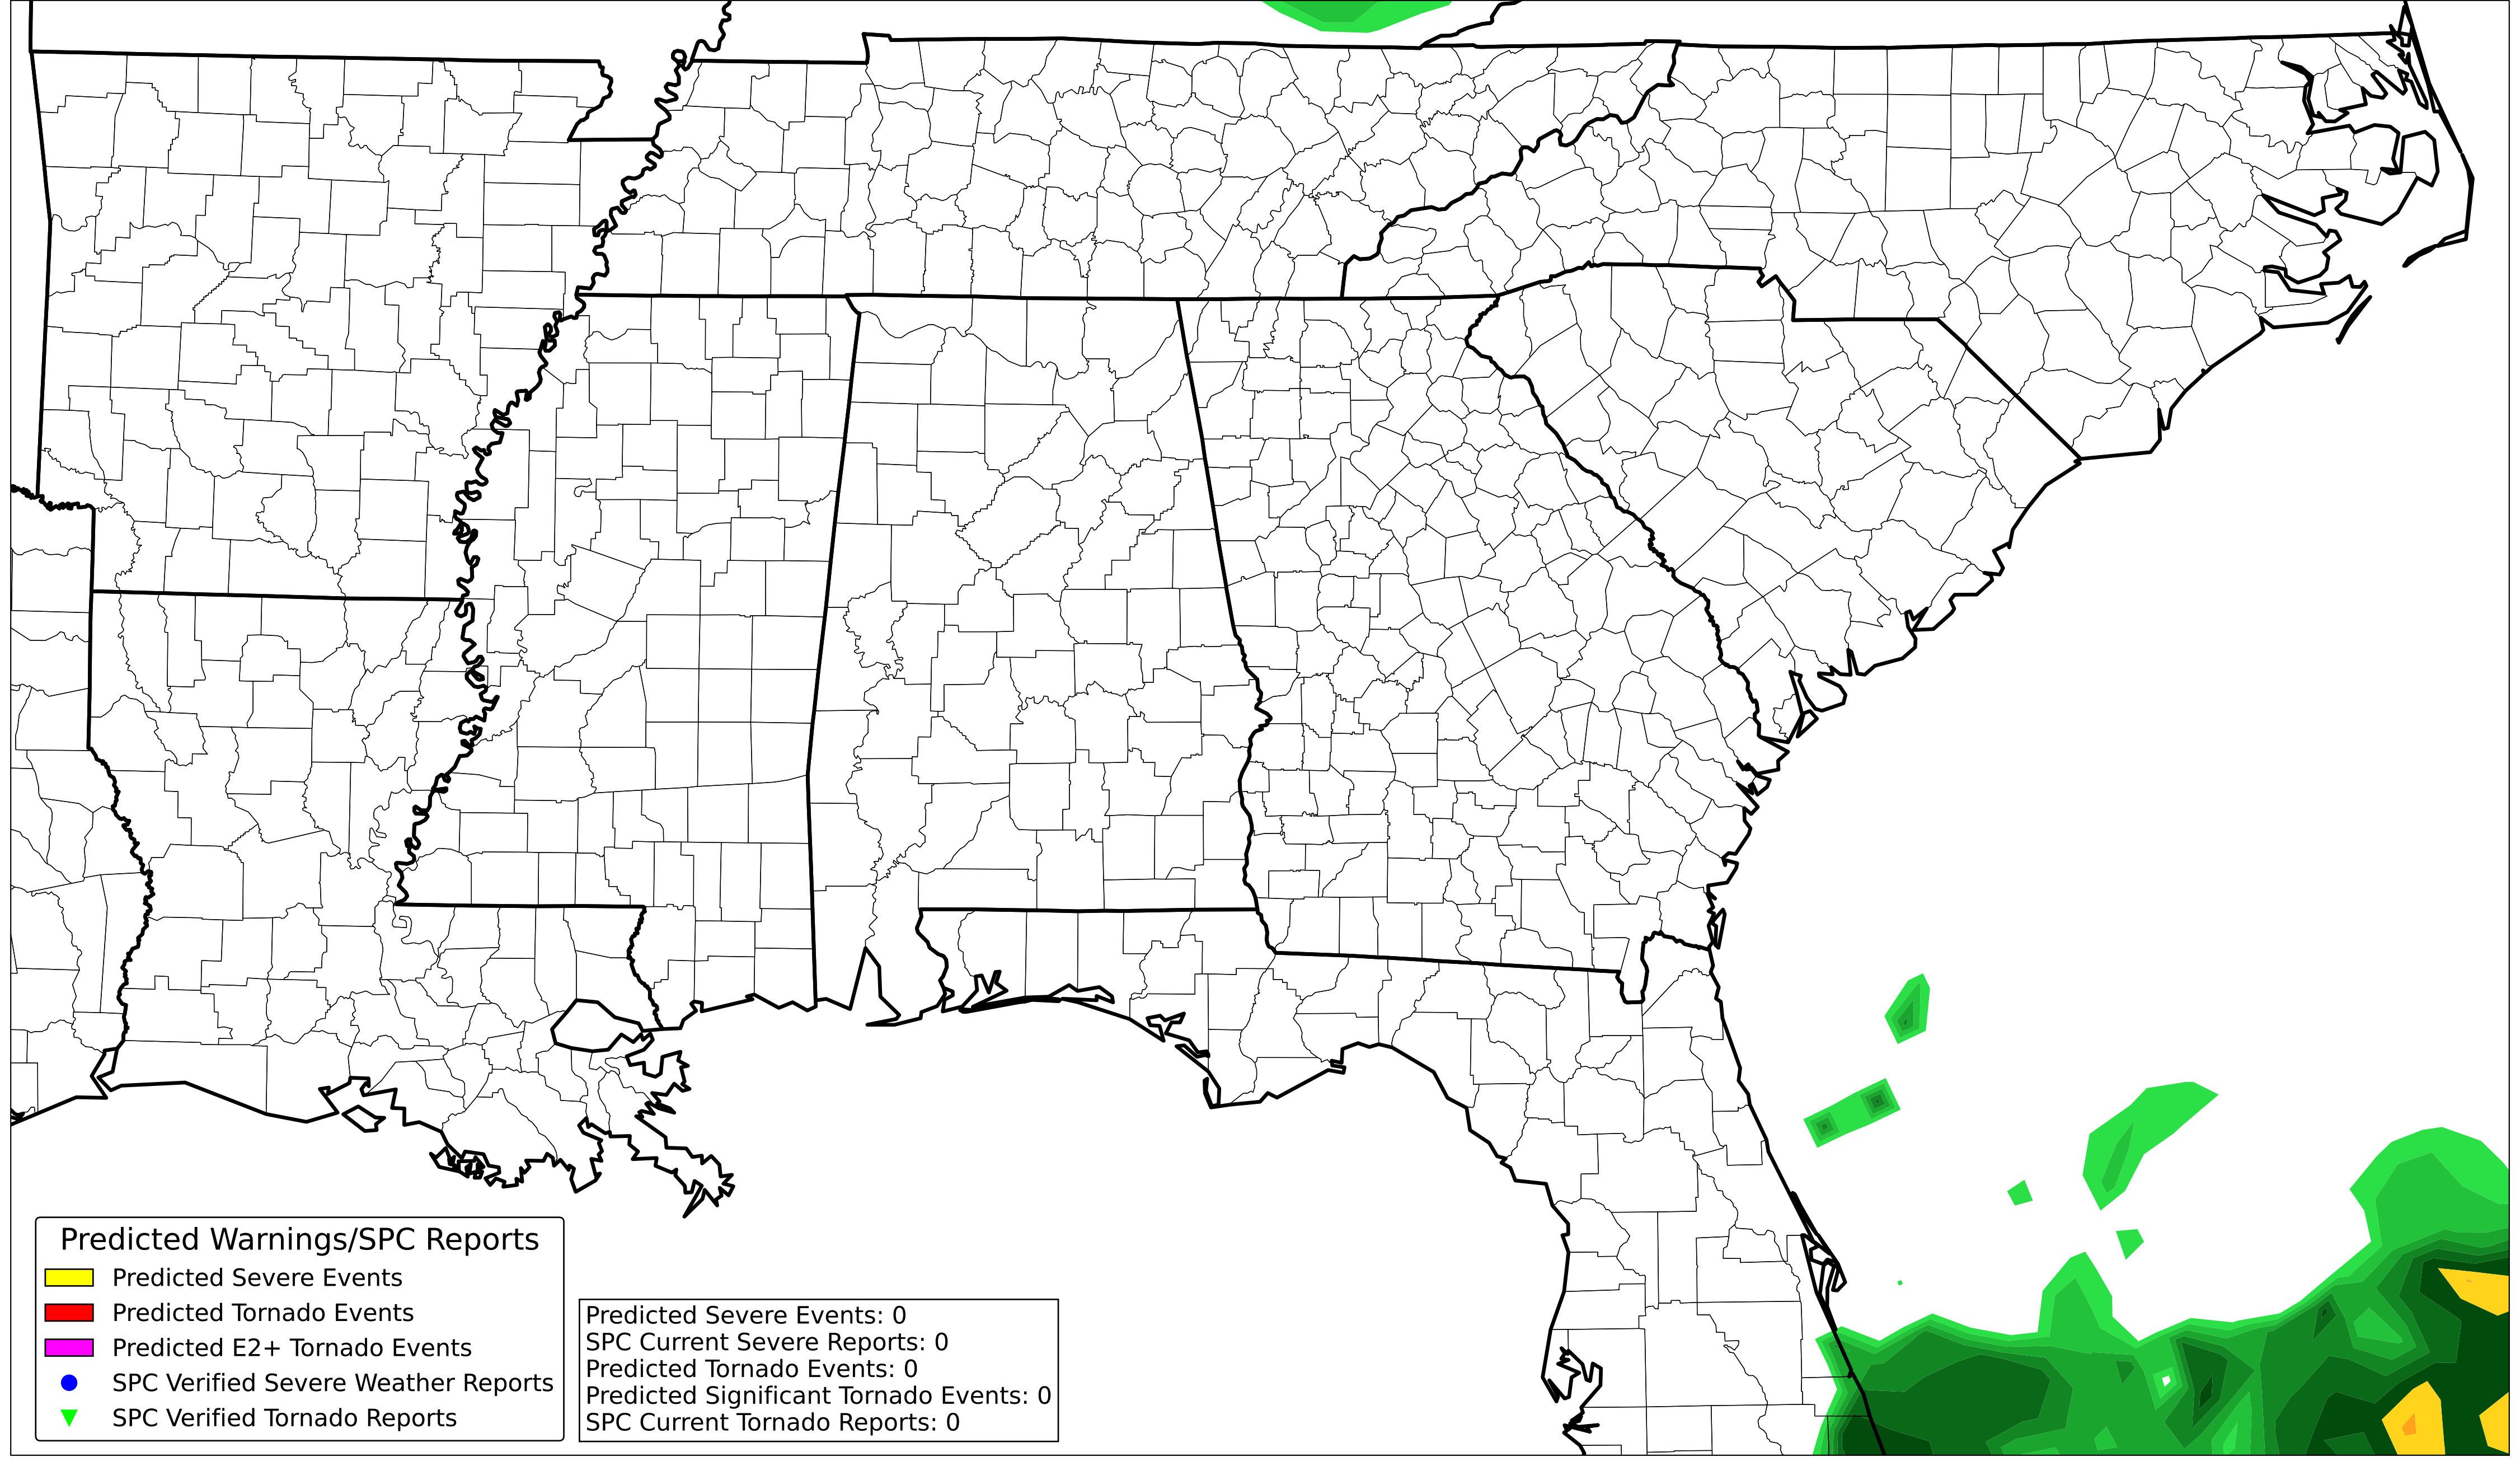 Predicted Warnings/SPC Reports
Predicted Severe Events
Predicted Tornado Events
Predicted E2+ Tornado Events
SPC Verified Severe Weather Reports
SPC Verified Tornado Reports
Predicted Severe Events: 0
SPC Current Severe Reports: 0
Predicted Tornado Events: 0
Predicted Significant Tornado Events: 0
SPC Current Tornado Reports: 0